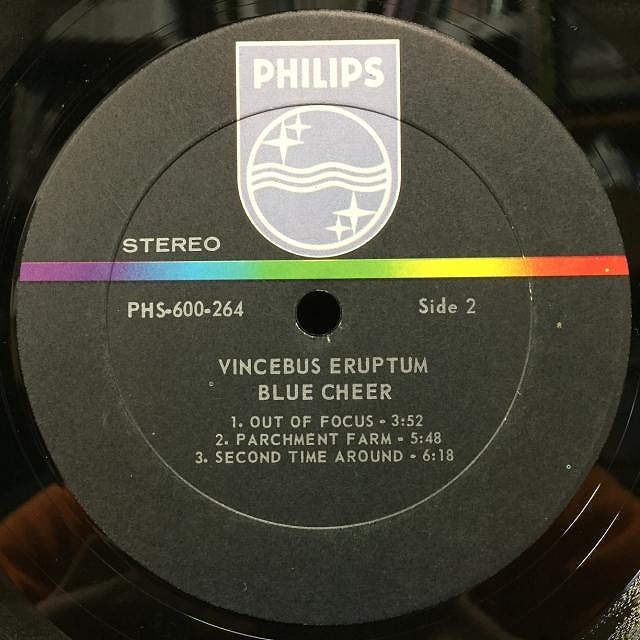 PHILIPS
STEREO
PHS-600-264 Side 2
VINCEBUS ERUPTUM
BLUE CHEER
1. OUT OF FOCUS - 3:52
2. PARCHMENT FARM - 5:48
3. SECOND TIME AROUND - 6:18